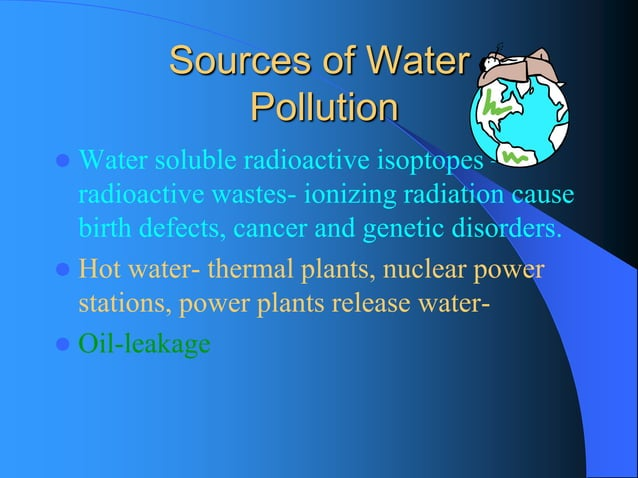 Sources of Water
Pollution
Water soluble radioactive isoptopes -
radioactive wastes- ionizing radiation cause
birth defects, cancer and genetic disorders.
Hot water- thermal plants, nuclear power
stations, power plants release water-
Oil-leakage